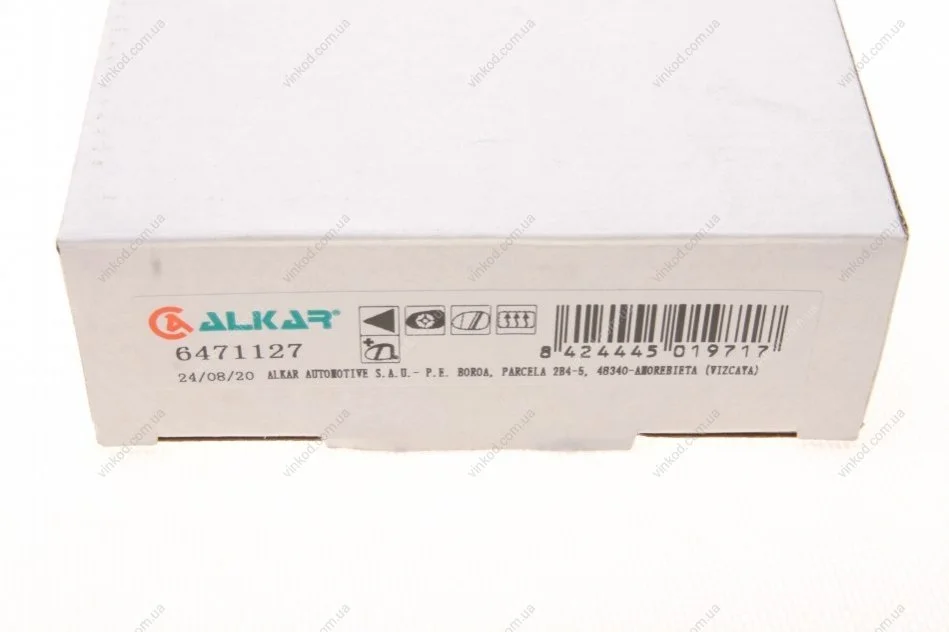 ALKAR®
6471127
8 424445 019717
24/08/20 ALKAR AUTOMOTIVE S.A.U.- P.E. BOROA, PARCELA 2B4-5, 48340-AMOREBIETA (VIZCAYA)
vinkod.com.ua